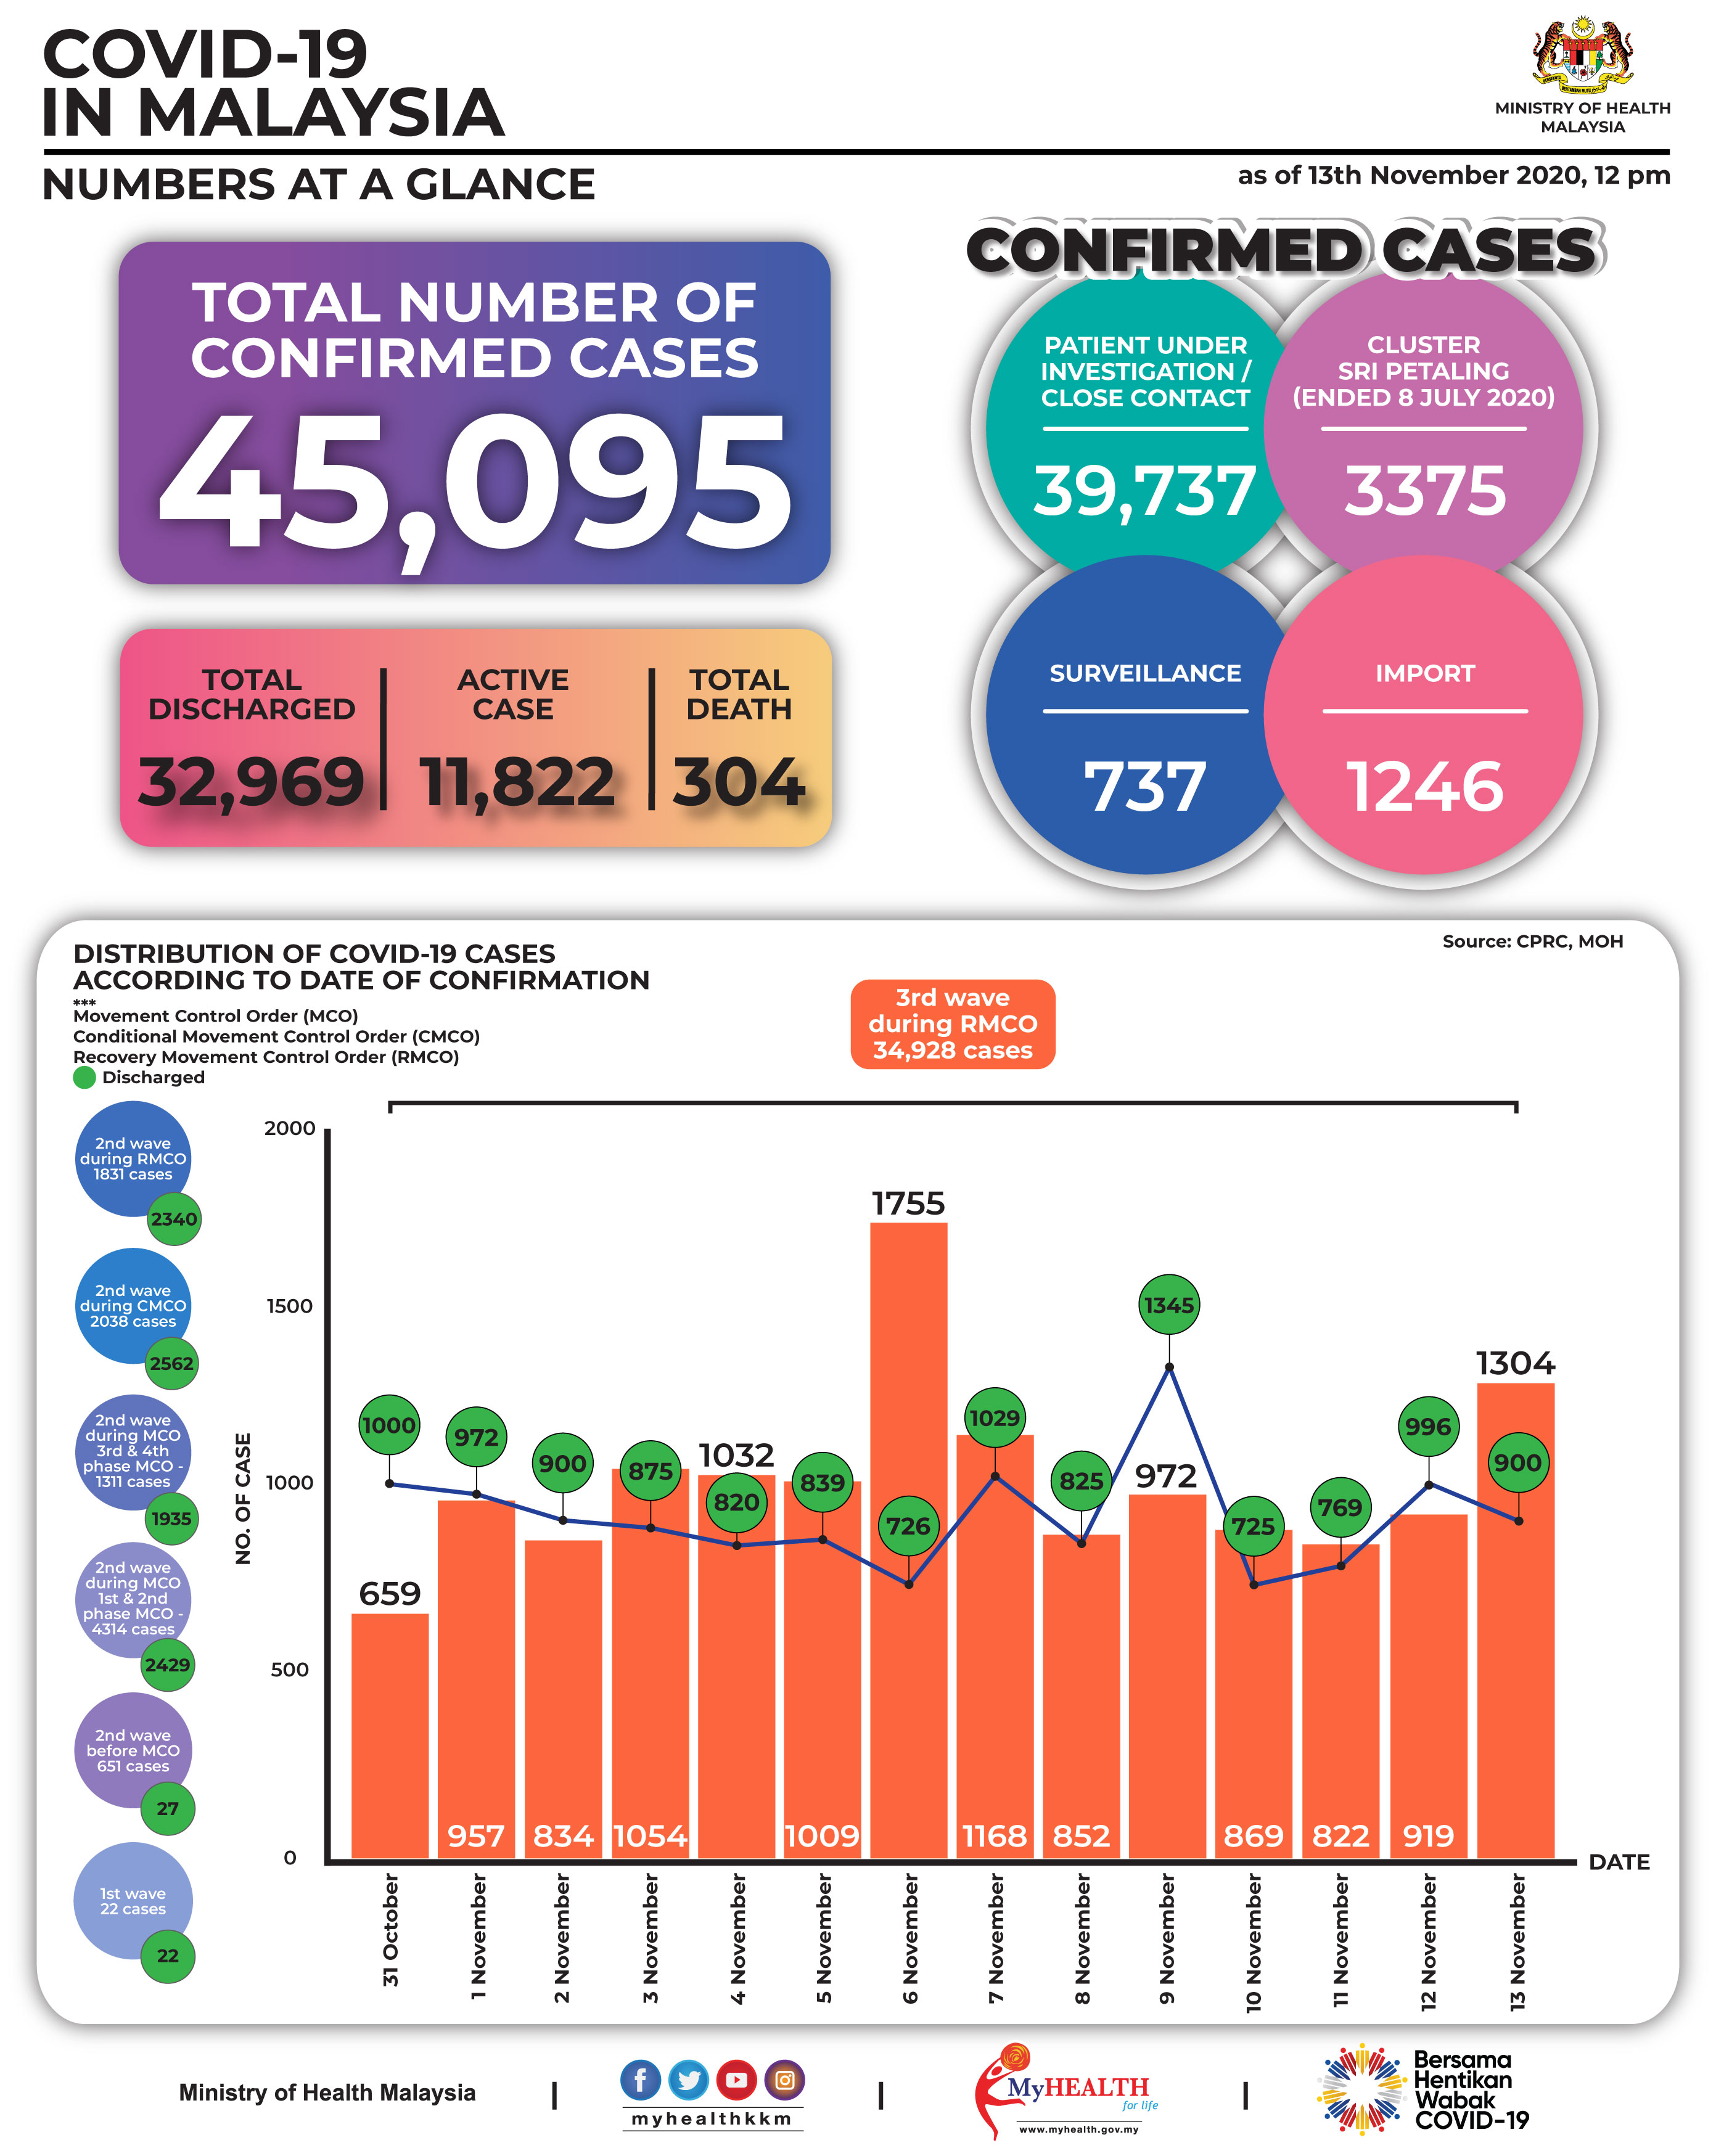 COVID-19
IN MALAYSIA
MINISTRY OF HEALTH
MALAYSIA
NUMBERS AT A GLANCE
as of 13th November 2020, 12 pm
TOTAL NUMBER OF
CONFIRMED CASES
45,095
TOTAL
DISCHARGED
32,969
ACTIVE
CASE
11,822
TOTAL
DEATH
304
CONFIRMED CASES
PATIENT UNDER
INVESTIGATION /
CLOSE CONTACT
39,737
CLUSTER
SRI PETALING
(ENDED 8 JULY 2020)
3375
SURVEILLANCE
737
IMPORT
1246
DISTRIBUTION OF COVID-19 CASES
ACCORDING TO DATE OF CONFIRMATION
***
Movement Control Order (MCO)
Conditional Movement Control Order (CMCO)
Recovery Movement Control Order (RMCO)
Discharged
Source: CPRC, MOH
3rd wave
during RMCO
34,928 cases
2nd wave
during RMCO
1831 cases
2340
2nd wave
during CMCO
2038 cases
2562
2nd wave
during MCO
3rd & 4th
phase MCO -
1311 cases
1935
2nd wave
during MCO
1st & 2nd
phase MCO -
4314 cases
2429
2nd wave
before MCO
651 cases
27
1st wave
22 cases
22
NO. OF CASE
2000
1500
1000
500
0
1000
972
900
875
820
839
726
1029
825
1345
725
769
996
900
659
957
834
1054
1032
1009
1755
1168
852
972
869
822
919
1304
DATE
31 October
1 November
2 November
3 November
4 November
5 November
6 November
7 November
8 November
9 November
10 November
11 November
12 November
13 November
Ministry of Health Malaysia
myhealthkkm
MyHEALTH
for life
www.myhealth.gov.my
Bersama
Hentikan
Wabak
COVID-19